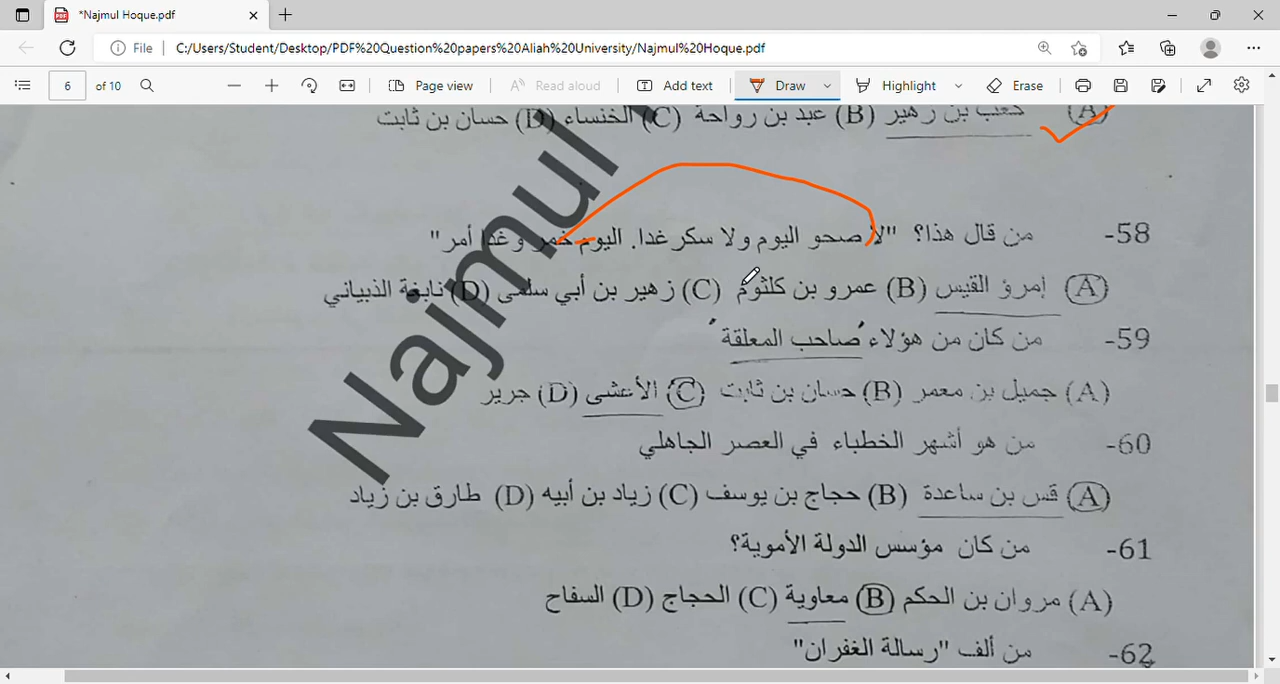 *Najmul Hoque.pdf
File C:/Users/Student/Desktop/PDF%20Question%20papers%20Aliah%20University/Najmul%20Hoque.pdf
6 of 10 Page view Read aloud Add text Draw Highlight Erase
(A) كعب بن زهير (B) عبد بن رواحة (C) الخنساء (D) حسان بن ثابت
58- من قال هذا؟ "لا صحو اليوم ولا سكر غدا. اليوم خمر وغدا أمر"
(A) إمرؤ القيس (B) عمرو بن كلثوم (C) زهير بن أبي سلمى (D) نابغة الذبياني
59- من كان من هؤلاء 'صاحب المعلقة'
(A) جميل بن معمر (B) حسان بن ثابت (C) الأعشى (D) جرير
60- من هو أشهر الخطباء في العصر الجاهلي
(A) قس بن ساعدة (B) حجاج بن يوسف (C) زياد بن أبيه (D) طارق بن زياد
61- من كان مؤسس الدولة الأموية؟
(A) مروان بن الحكم (B) معاوية (C) الحجاج (D) السفاح
62- من ألف "رسالة الغفران"
Najmul